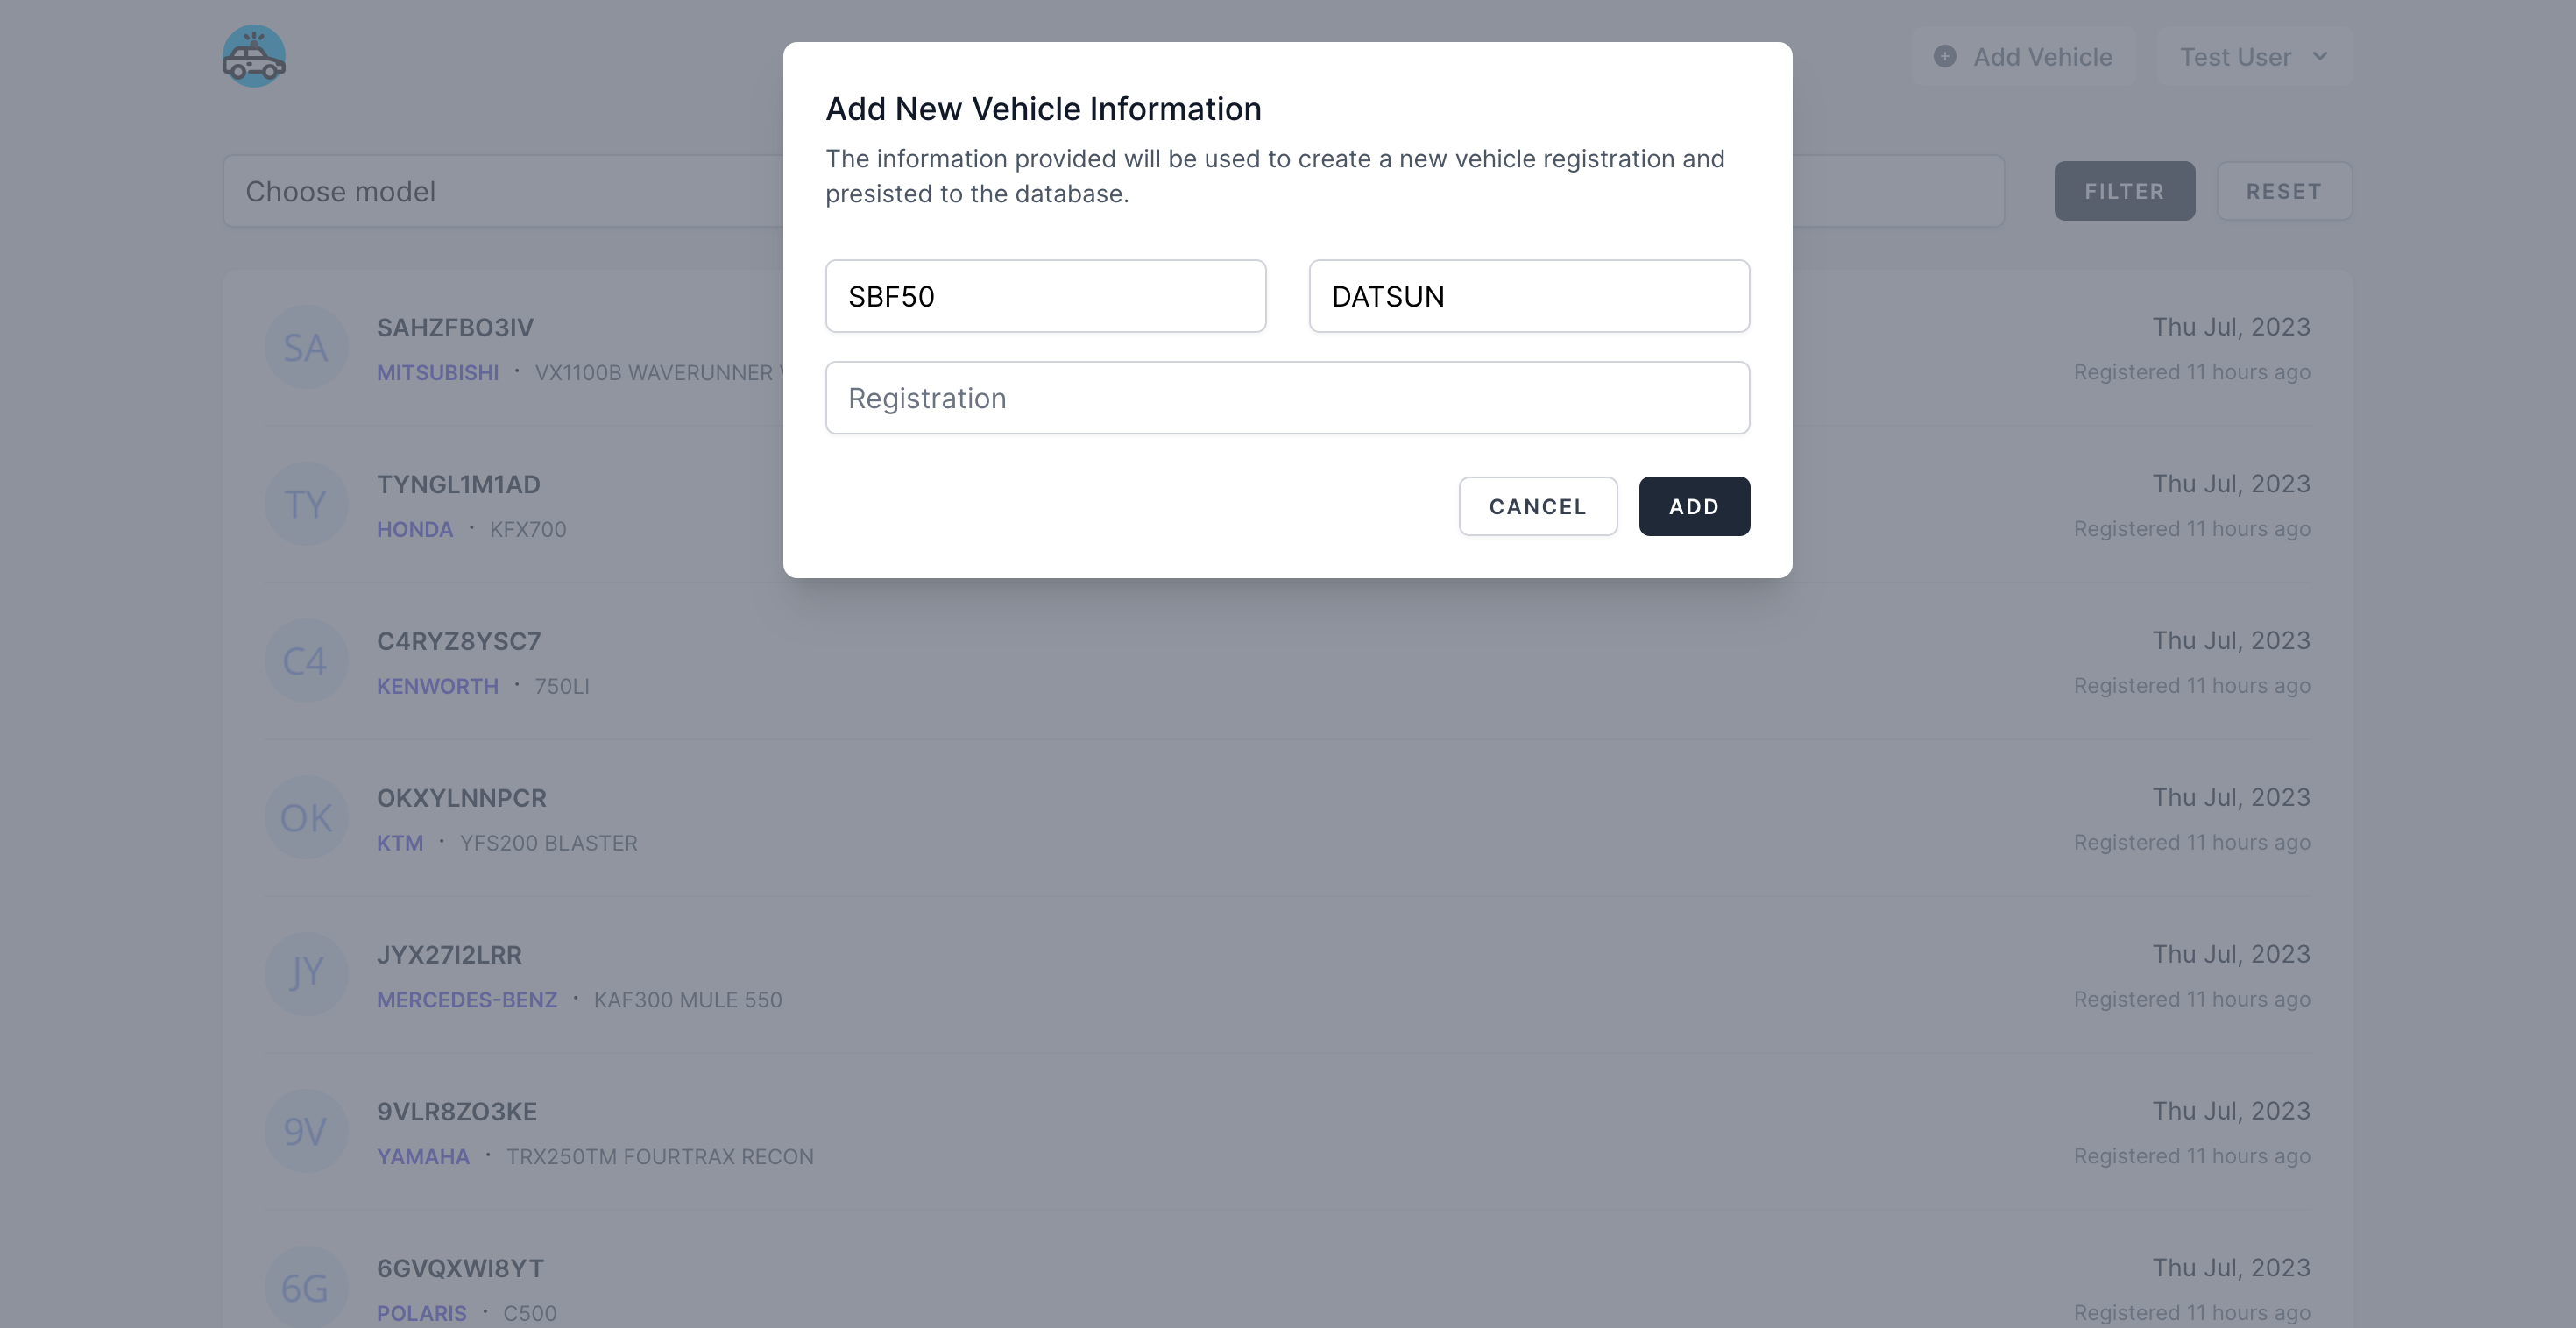 Add Vehicle
Test User
Add New Vehicle Information
The information provided will be used to create a new vehicle registration and
presisted to the database.
Choose model
FILTER
RESET
SBF50
DATSUN
Registration
CANCEL
ADD
SA
SAHZFBO3IV
MITSUBISHI · VX1100B WAVERUNNER
Thu Jul, 2023
Registered 11 hours ago
TY
TYNGL1M1AD
HONDA · KFX700
Thu Jul, 2023
Registered 11 hours ago
C4
C4RYZ8YSC7
KENWORTH · 750LI
Thu Jul, 2023
Registered 11 hours ago
OK
OKXYLNNPCR
KTM · YFS200 BLASTER
Thu Jul, 2023
Registered 11 hours ago
JY
JYX27I2LRR
MERCEDES-BENZ · KAF300 MULE 550
Thu Jul, 2023
Registered 11 hours ago
9V
9VLR8ZO3KE
YAMAHA · TRX250TM FOURTRAX RECON
Thu Jul, 2023
Registered 11 hours ago
6G
6GVQXWI8YT
POLARIS · C500
Thu Jul, 2023
Registered 11 hours ago